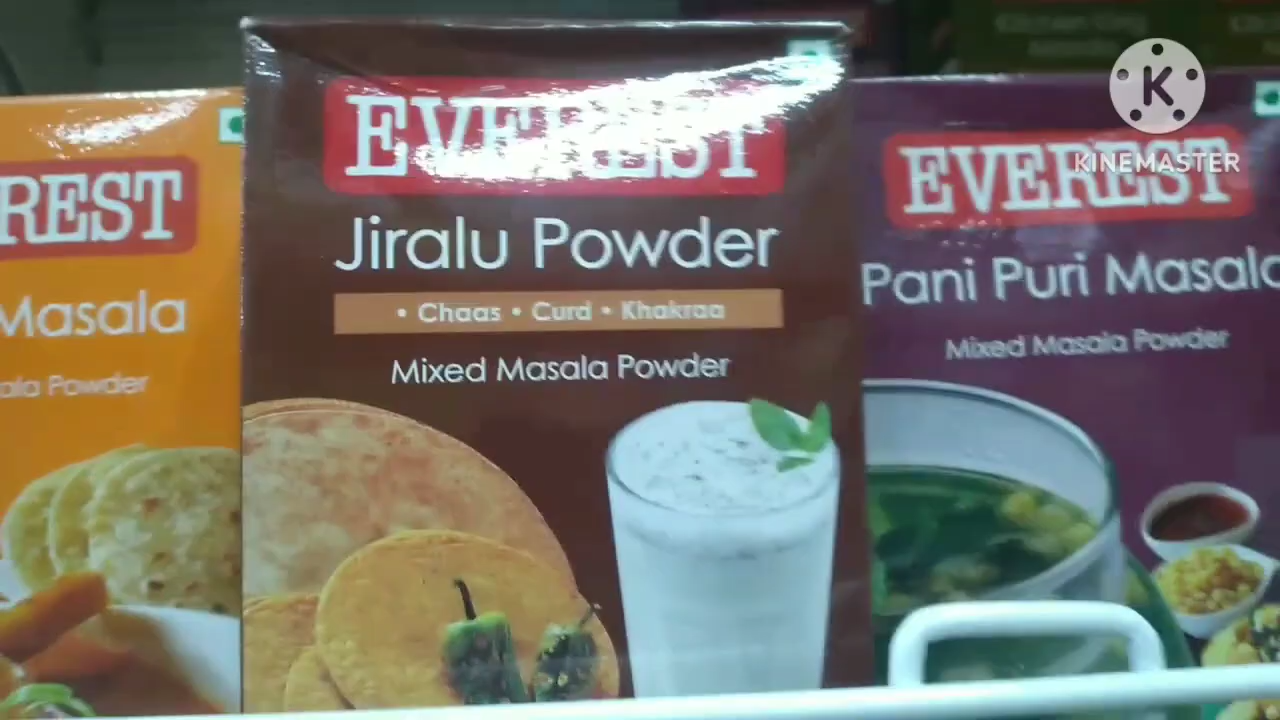 REST
Masala
ala Powder
EVEREST
Jiralu Powder
• Chaas • Curd • Khakraa
Mixed Masala Powder
EVEREST
Pani Puri Masala
Mixed Masala Powder
K
KINEMASTER